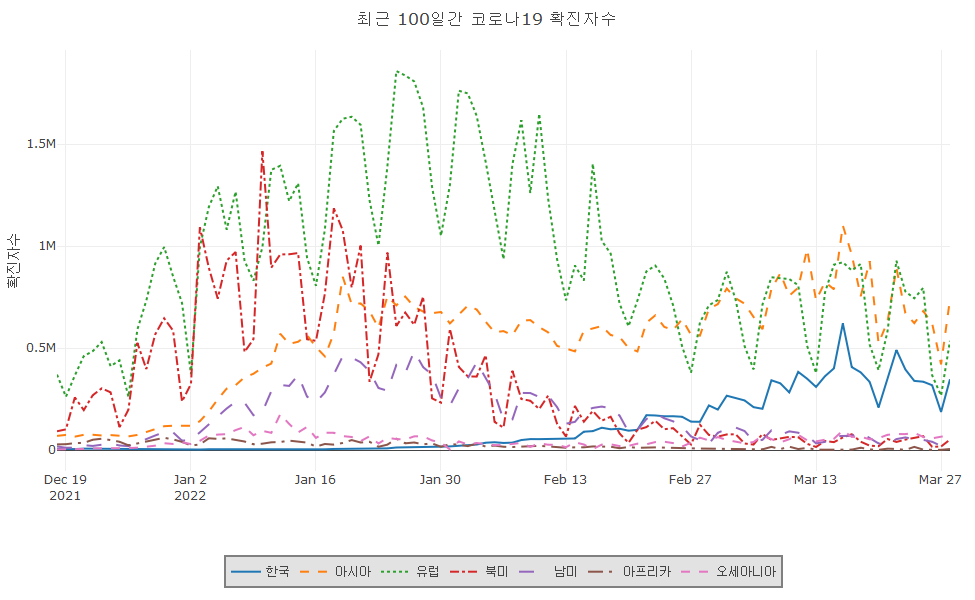 최근 100일간 코로나19 확진자수
확진자수
1.5M
1M
0.5M
0
Dec 19
2021
Jan 2
2022
Jan 16
Jan 30
Feb 13
Feb 27
Mar 13
Mar 27
한국 아시아 유럽 북미 남미 아프리카 오세아니아